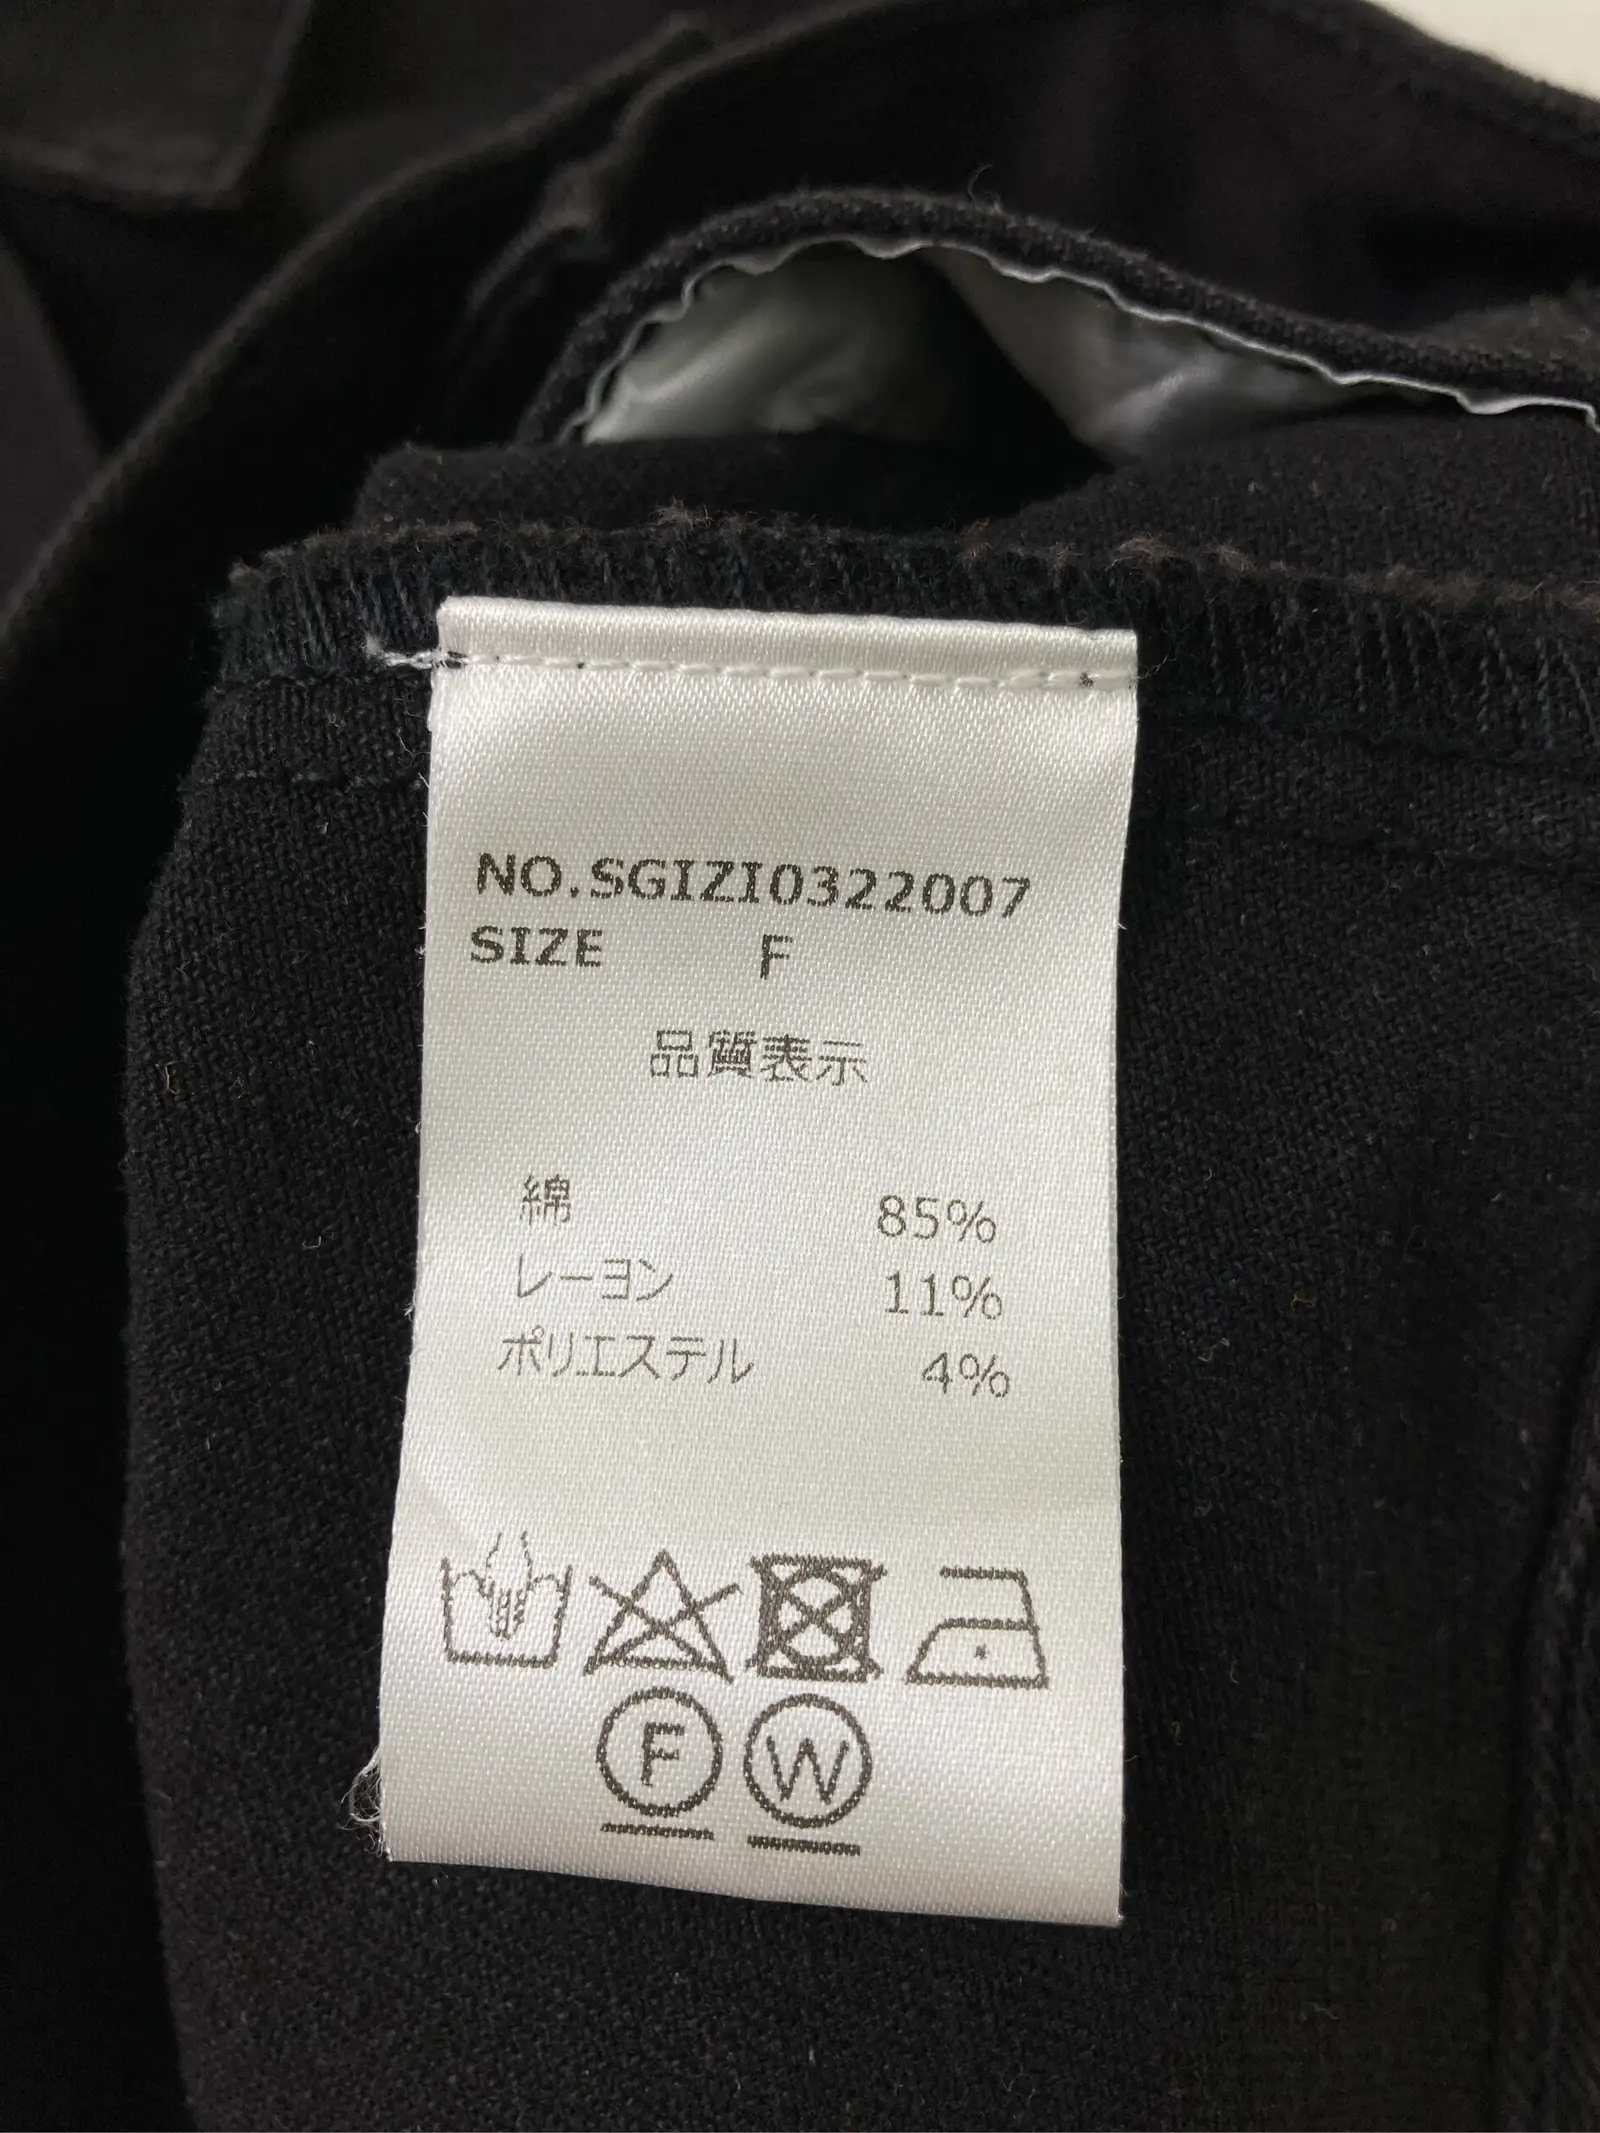 NO.SGIZI0322007
SIZE F
品質表示
綿 85%
レーヨン 11%
ポリエステル 4%
F W